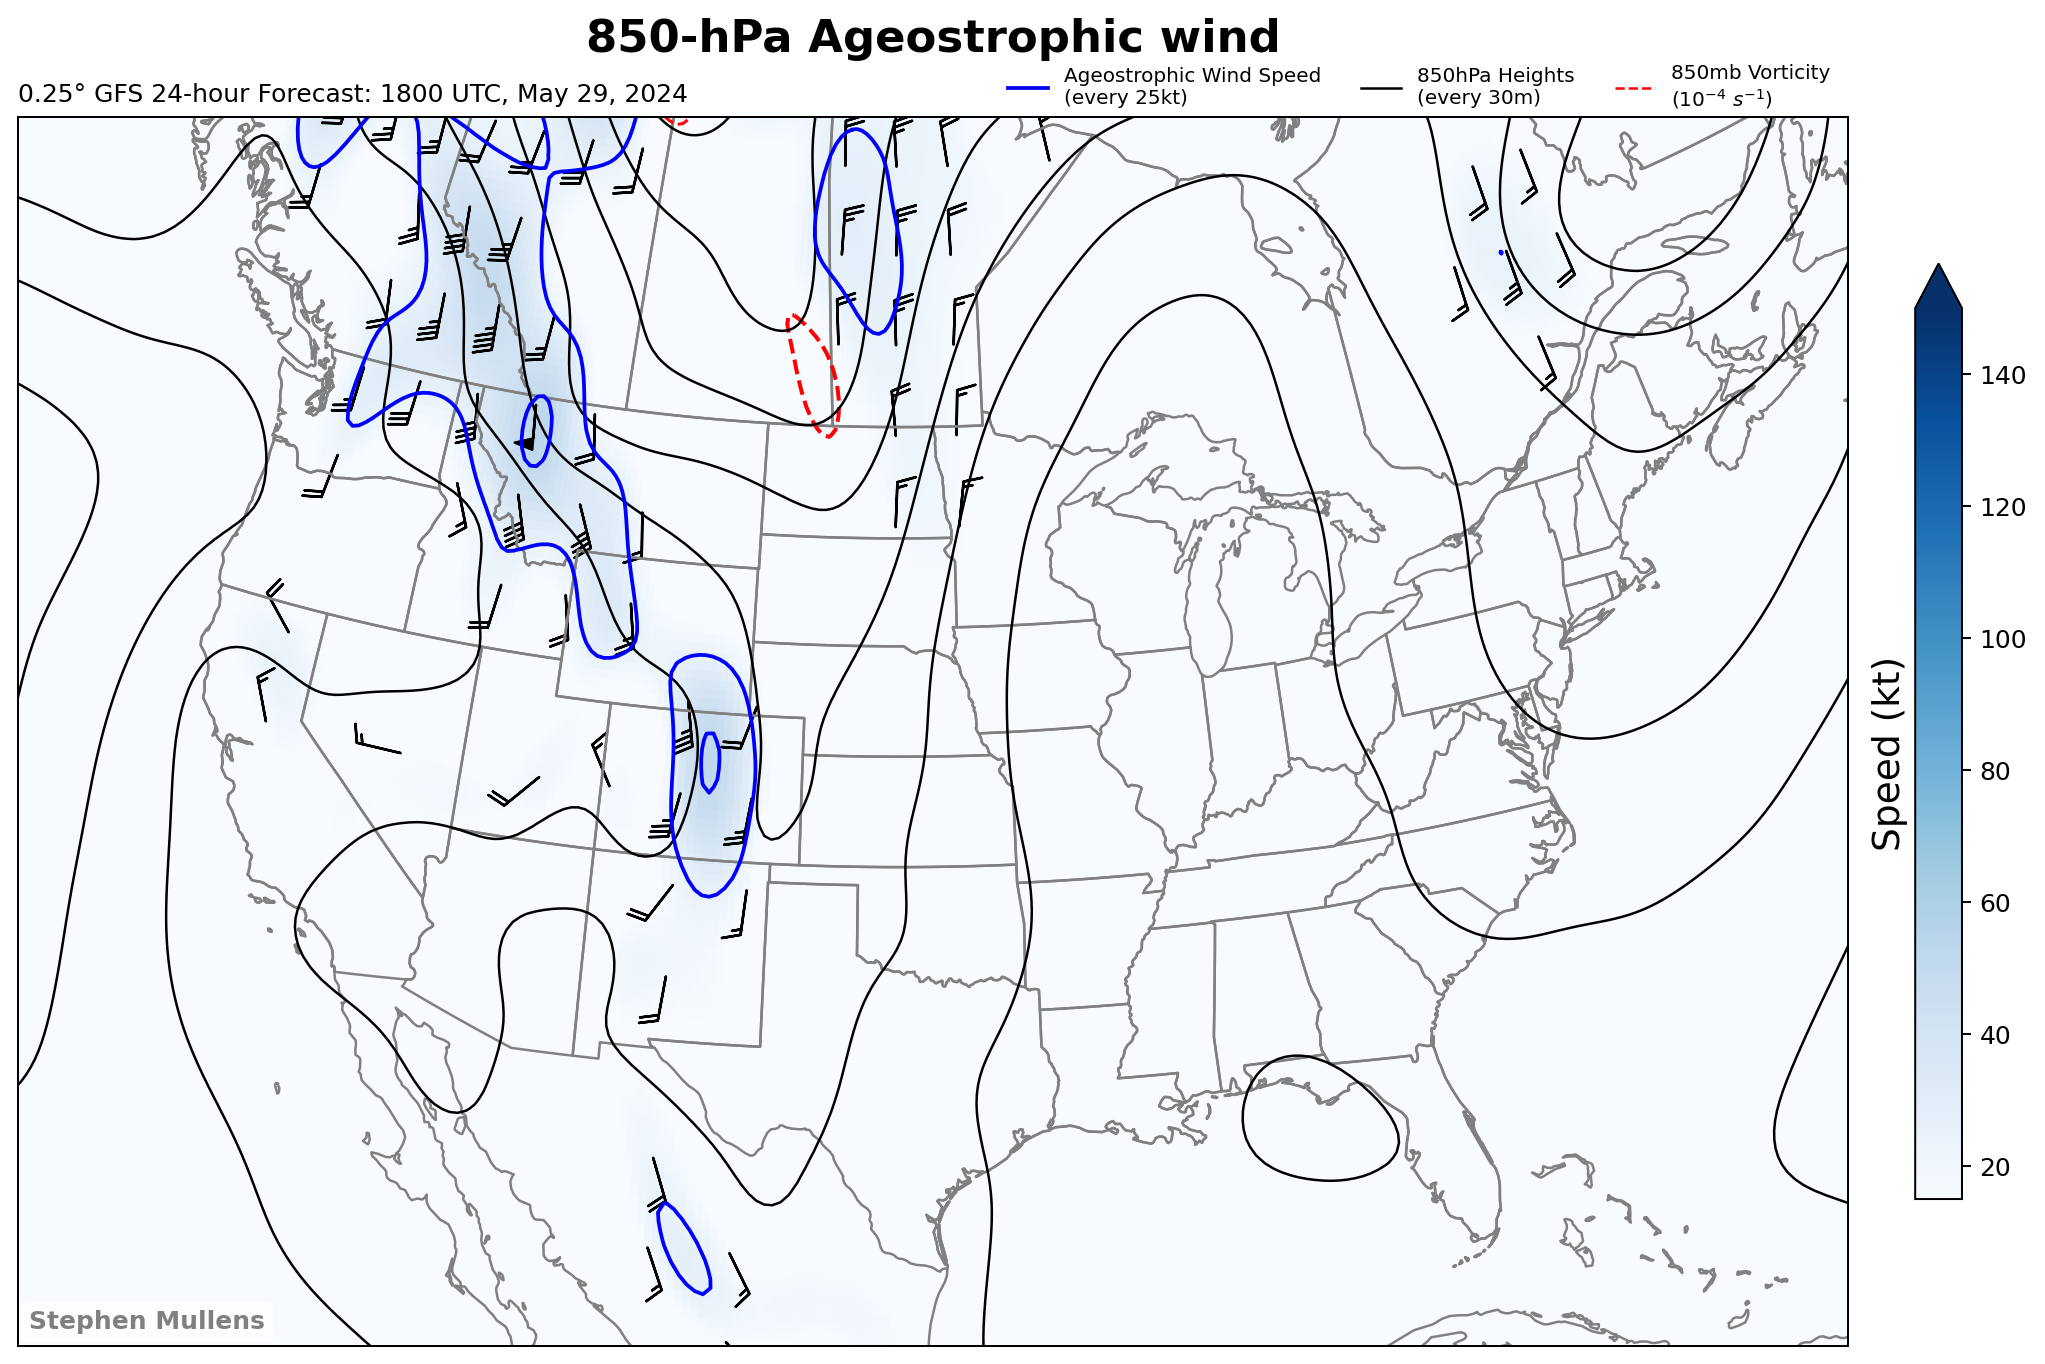 850-hPa Ageostrophic wind
0.25° GFS 24-hour Forecast: 1800 UTC, May 29, 2024
Ageostrophic Wind Speed
(every 25kt)
850hPa Heights
(every 30m)
850mb Vorticity
(10⁻⁴ s⁻¹)
140
120
100
80
60
40
20
Speed (kt)
Stephen Mullens